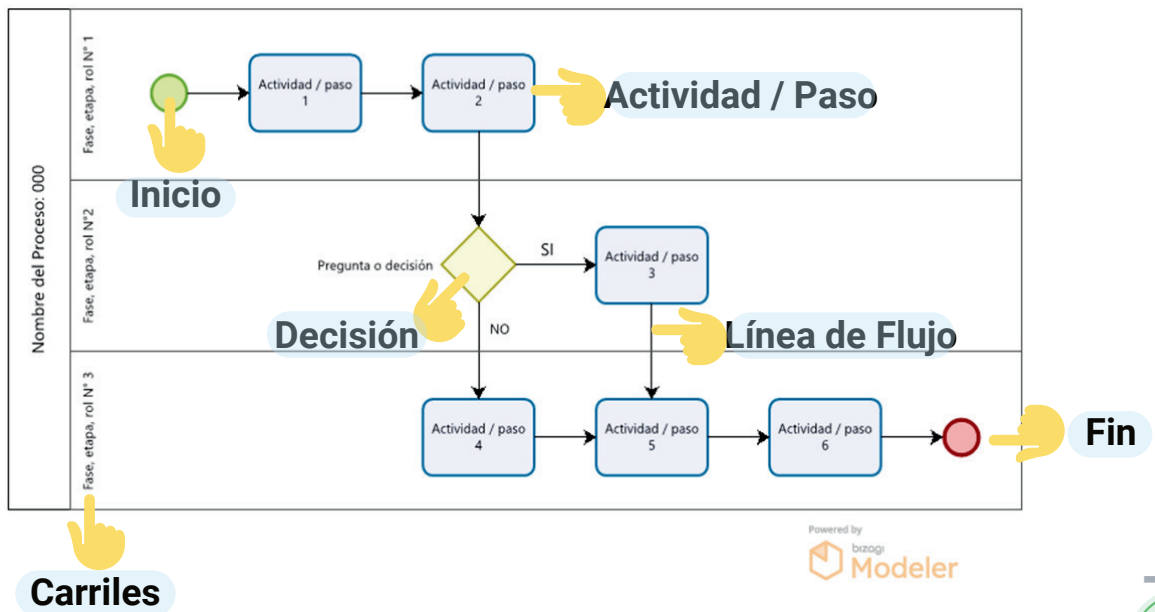 Nombre del Proceso: 000
Fase, etapa, rol N° 1
Actividad / paso
1
Actividad / paso
2
Actividad / Paso
Inicio
Fase, etapa, rol N°2
Pregunta o decisión
SI
Actividad / paso
3
Decisión
NO
Línea de Flujo
Fase, etapa, rol N° 3
Actividad / paso
4
Actividad / paso
5
Actividad / paso
6
Fin
Carriles
Powered by
bizagi
Modeler